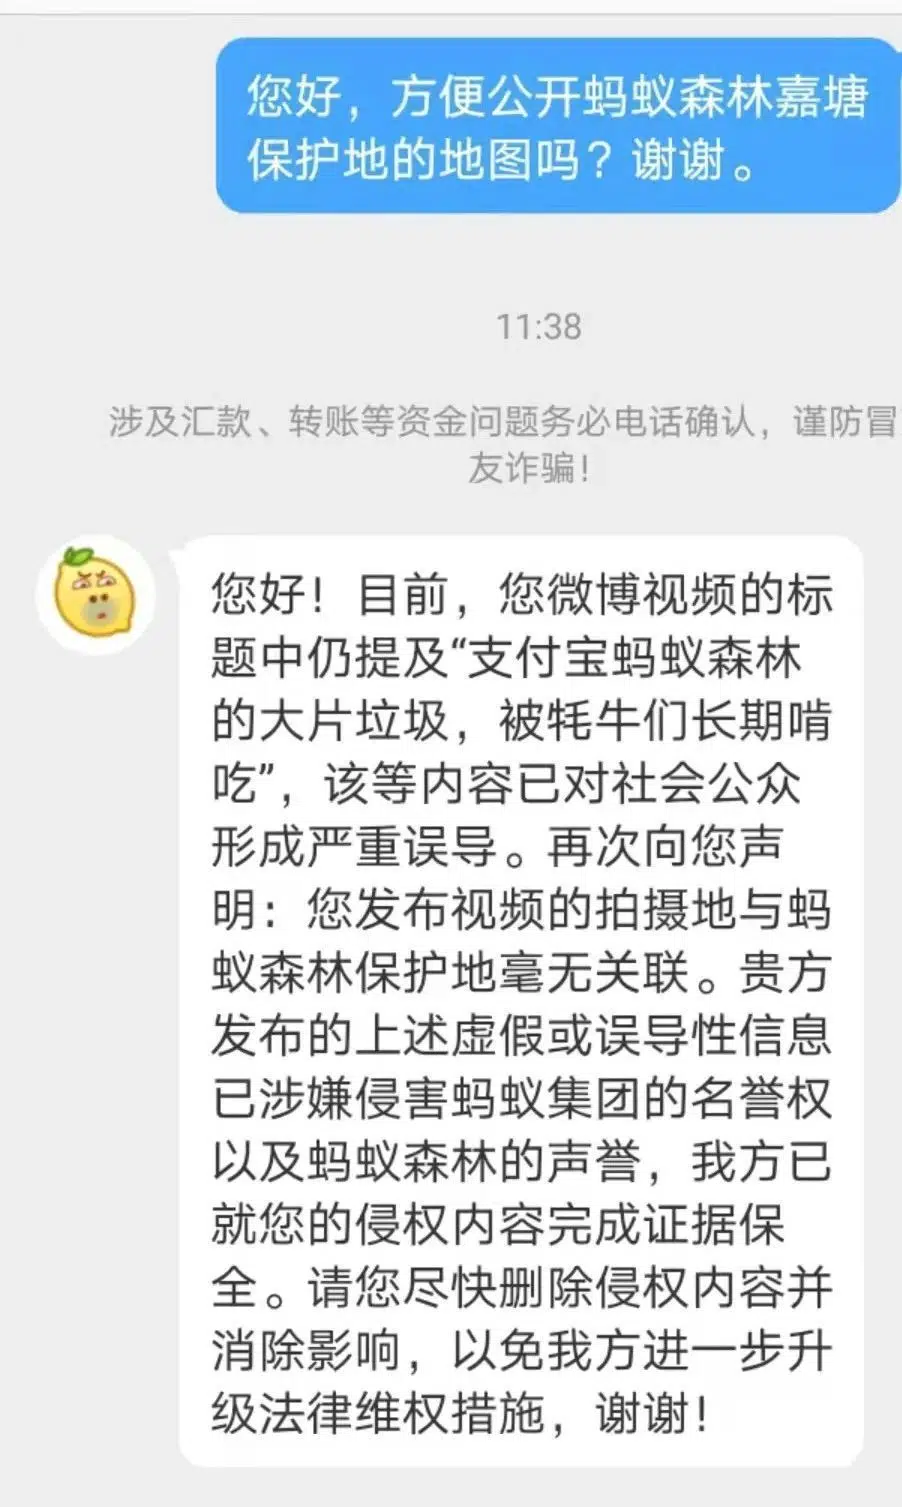 您好，方便公开蚂蚁森林嘉塘
保护地的地图吗？谢谢。
11:38
涉及汇款、转账等资金问题务必电话确认，谨防冒
友诈骗！
您好！目前，您微博视频的标
题中仍提及“支付宝蚂蚁森林
的大片垃圾，被牦牛们长期啃
吃”，该等内容已对社会公众
形成严重误导。再次向您声
明：您发布视频的拍摄地与蚂
蚁森林保护地毫无关联。贵方
发布的上述虚假或误导性信息
已涉嫌侵害蚂蚁集团的名誉权
以及蚂蚁森林的声誉，我方已
就您的侵权内容完成证据保
全。请您尽快删除侵权内容并
消除影响，以免我方进一步升
级法律维权措施，谢谢！